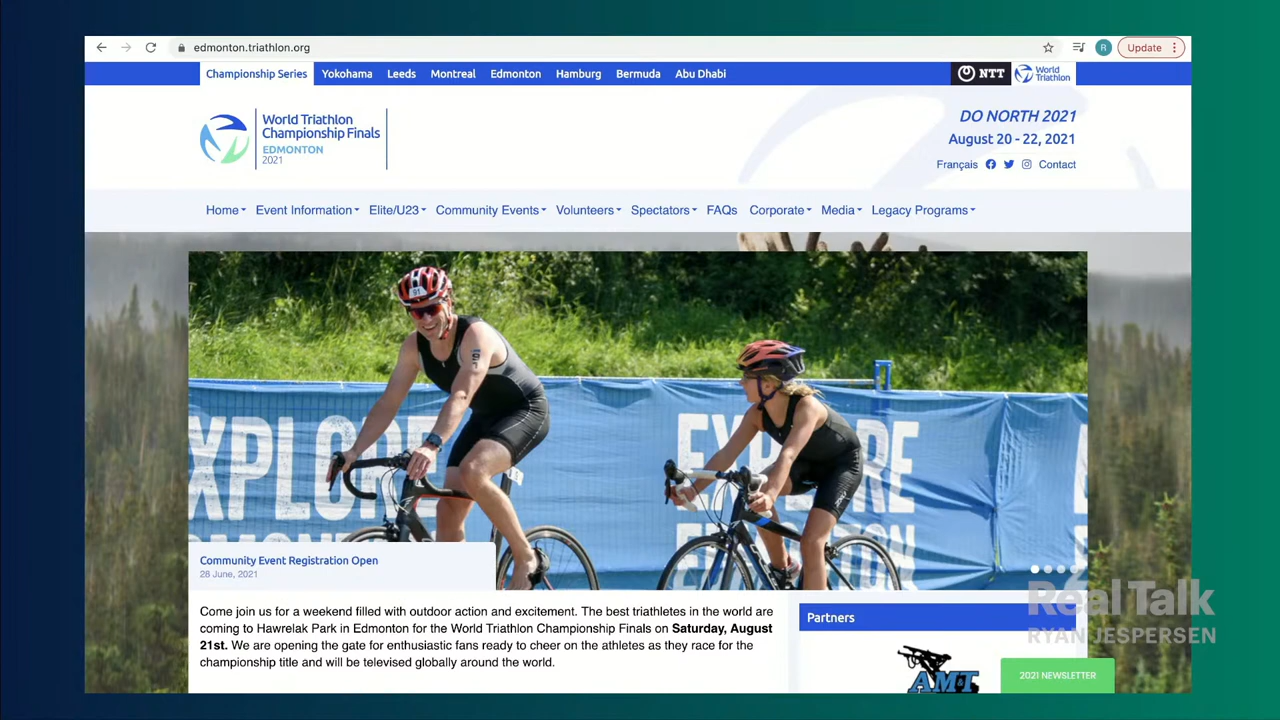 edmonton.triathlon.org
R
Update
Championship Series Yokohama Leeds Montreal Edmonton Hamburg Bermuda Abu Dhabi
NTT
World
Triathlon
World Triathlon
Championship Finals
EDMONTON
2021
DO NORTH 2021
August 20 - 22, 2021
Français Contact
Home Event Information Elite/U23 Community Events Volunteers Spectators FAQs Corporate Media Legacy Programs
91
EXPLORE
EXPLORE
EDMONTON
Community Event Registration Open
28 June, 2021
Come join us for a weekend filled with outdoor action and excitement. The best triathletes in the world are
coming to Hawrelak Park in Edmonton for the World Triathlon Championship Finals on Saturday, August
21st. We are opening the gate for enthusiastic fans ready to cheer on the athletes as they race for the
championship title and will be televised globally around the world.
Partners
AMT
2021 NEWSLETTER
Real Talk
RYAN JESPERSEN